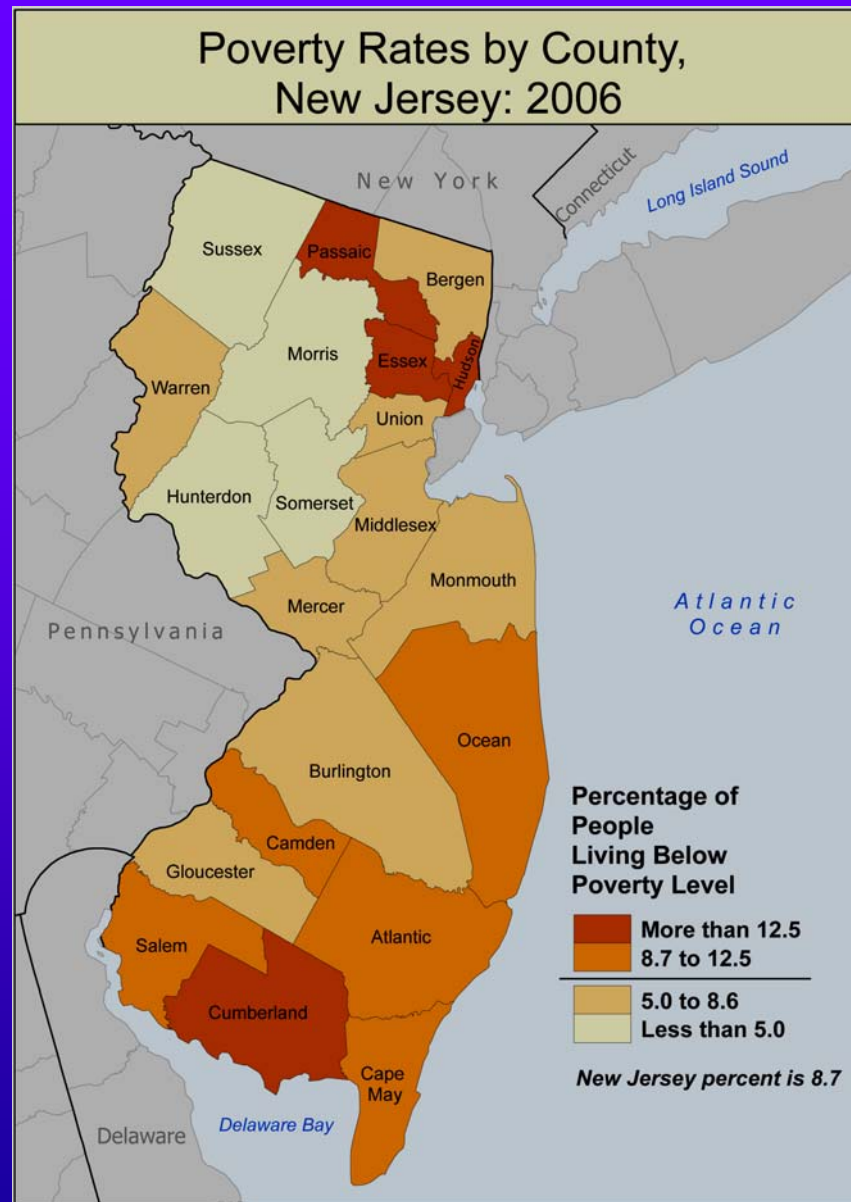 Poverty Rates by County,
New Jersey: 2006
New York
Connecticut
Long Island Sound
Sussex
Passaic
Bergen
Morris
Essex
Hudson
Warren
Union
Hunterdon
Somerset
Middlesex
Monmouth
Mercer
Pennsylvania
Atlantic
Ocean
Ocean
Burlington
Camden
Gloucester
Salem
Atlantic
Cumberland
Cape
May
Delaware
Delaware Bay
Percentage of
People
Living Below
Poverty Level
More than 12.5
8.7 to 12.5
5.0 to 8.6
Less than 5.0
New Jersey percent is 8.7